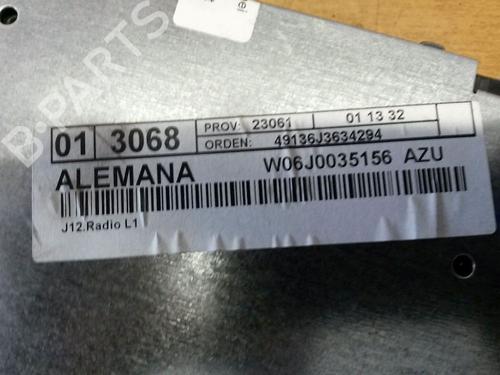 01 3068 PROV: 23061 01 13 32
ORDEN: 49136J3634294
ALEMANA W06J0035156 AZU
J12.Radio L1
B-PARTS